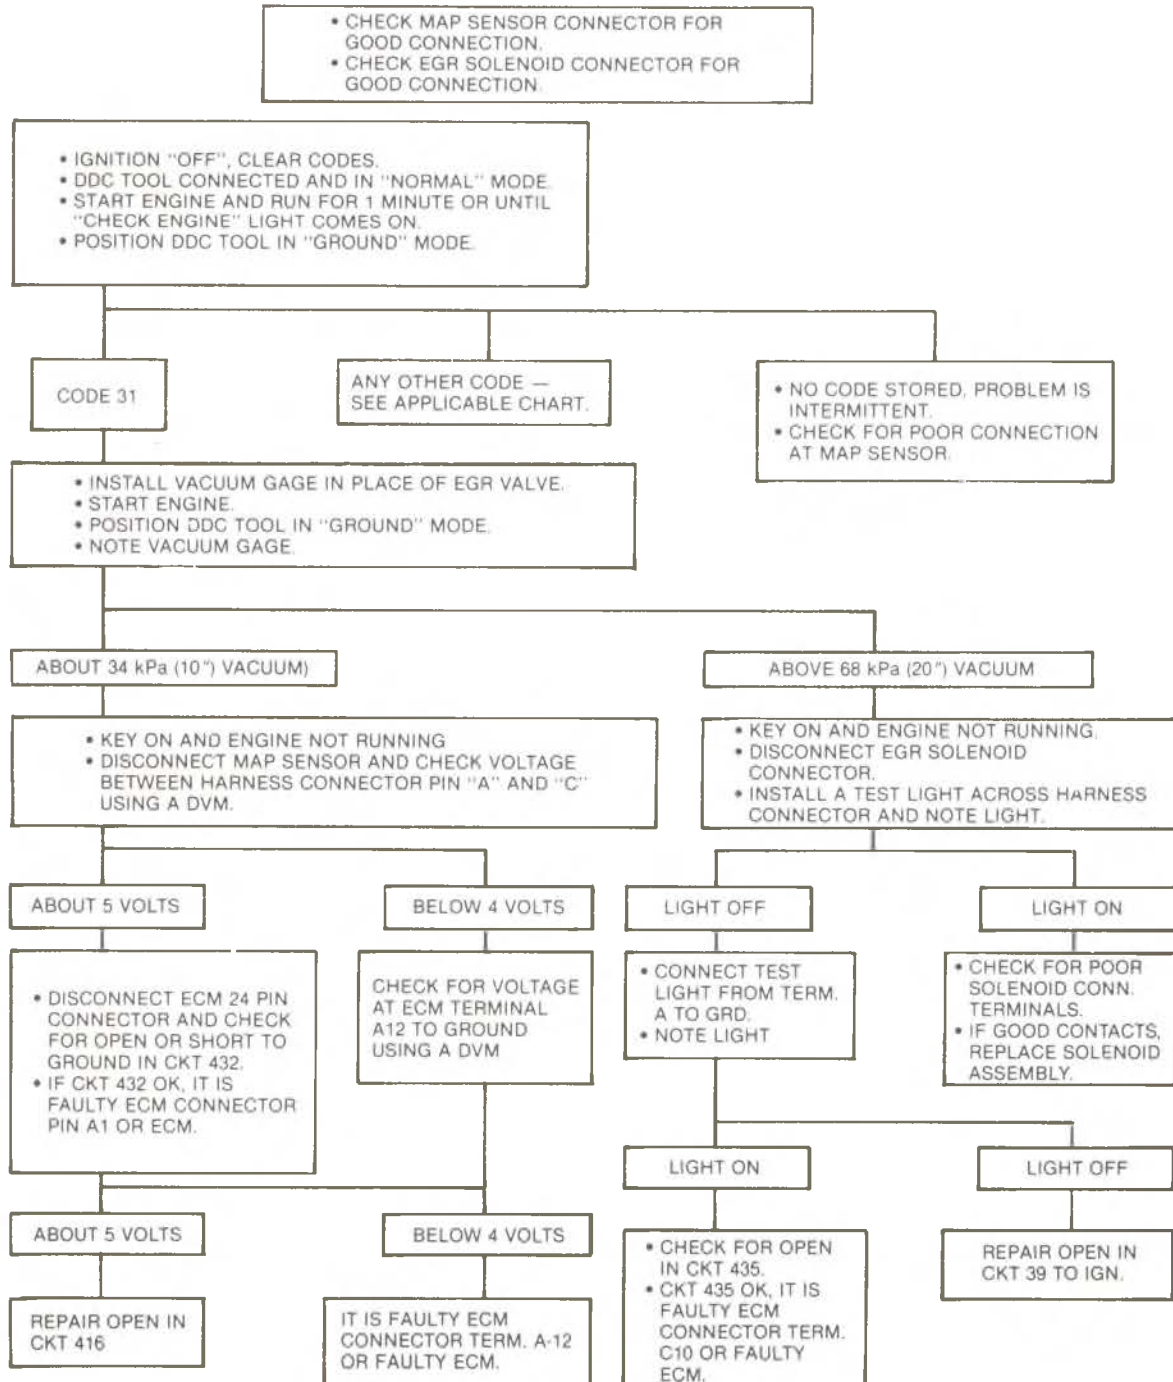 • CHECK MAP SENSOR CONNECTOR FOR
GOOD CONNECTION.
• CHECK EGR SOLENOID CONNECTOR FOR
GOOD CONNECTION.
• IGNITION "OFF", CLEAR CODES.
• DDC TOOL CONNECTED AND IN "NORMAL" MODE.
• START ENGINE AND RUN FOR 1 MINUTE OR UNTIL
"CHECK ENGINE" LIGHT COMES ON.
• POSITION DDC TOOL IN "GROUND" MODE.
CODE 31
ANY OTHER CODE —
SEE APPLICABLE CHART.
• NO CODE STORED, PROBLEM IS
INTERMITTENT.
• CHECK FOR POOR CONNECTION
AT MAP SENSOR.
• INSTALL VACUUM GAGE IN PLACE OF EGR VALVE.
• START ENGINE.
• POSITION DDC TOOL IN "GROUND" MODE.
• NOTE VACUUM GAGE.
ABOUT 34 kPa (10") VACUUM)
ABOVE 68 kPa (20") VACUUM
• KEY ON AND ENGINE NOT RUNNING
• DISCONNECT MAP SENSOR AND CHECK VOLTAGE
BETWEEN HARNESS CONNECTOR PIN "A" AND "C"
USING A DVM.
• KEY ON AND ENGINE NOT RUNNING.
• DISCONNECT EGR SOLENOID
CONNECTOR.
• INSTALL A TEST LIGHT ACROSS HARNESS
CONNECTOR AND NOTE LIGHT.
ABOUT 5 VOLTS
BELOW 4 VOLTS
LIGHT OFF
LIGHT ON
• DISCONNECT ECM 24 PIN
CONNECTOR AND CHECK
FOR OPEN OR SHORT TO
GROUND IN CKT 432.
• IF CKT 432 OK, IT IS
FAULTY ECM CONNECTOR
PIN A1 OR ECM.
CHECK FOR VOLTAGE
AT ECM TERMINAL
A12 TO GROUND
USING A DVM
• CONNECT TEST
LIGHT FROM TERM.
A TO GRD.
• NOTE LIGHT
• CHECK FOR POOR
SOLENOID CONN.
TERMINALS.
• IF GOOD CONTACTS,
REPLACE SOLENOID
ASSEMBLY.
LIGHT ON
LIGHT OFF
ABOUT 5 VOLTS
BELOW 4 VOLTS
• CHECK FOR OPEN
IN CKT 435.
• CKT 435 OK, IT IS
FAULTY ECM
CONNECTOR TERM.
C10 OR FAULTY
ECM.
REPAIR OPEN IN
CKT 39 TO IGN.
REPAIR OPEN IN
CKT 416
IT IS FAULTY ECM
CONNECTOR TERM. A-12
OR FAULTY ECM.